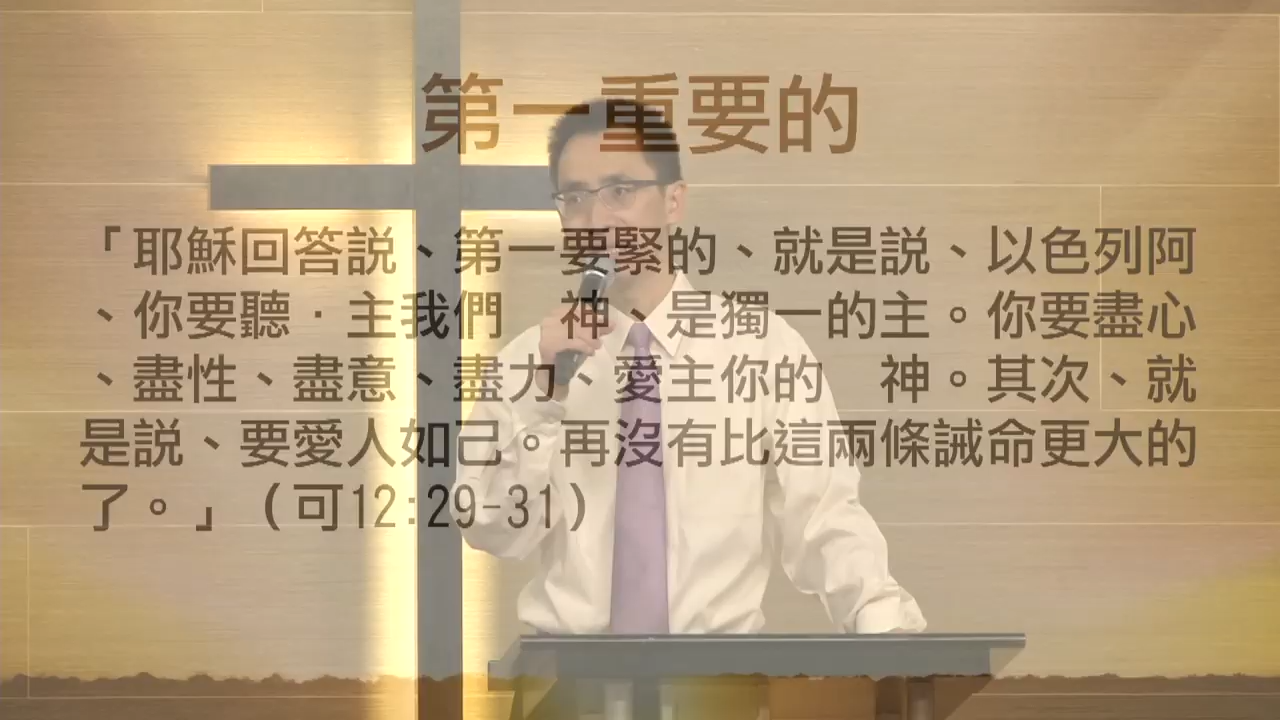 第一重要的
「耶穌回答説、第一要緊的、就是説、以色列阿
、你要聽．主我們　神、是獨一的主。你要盡心
、盡性、盡意、盡力、愛主你的　神。其次、就
是説、要愛人如己。再沒有比這兩條誡命更大的
了。」（可12:29-31）